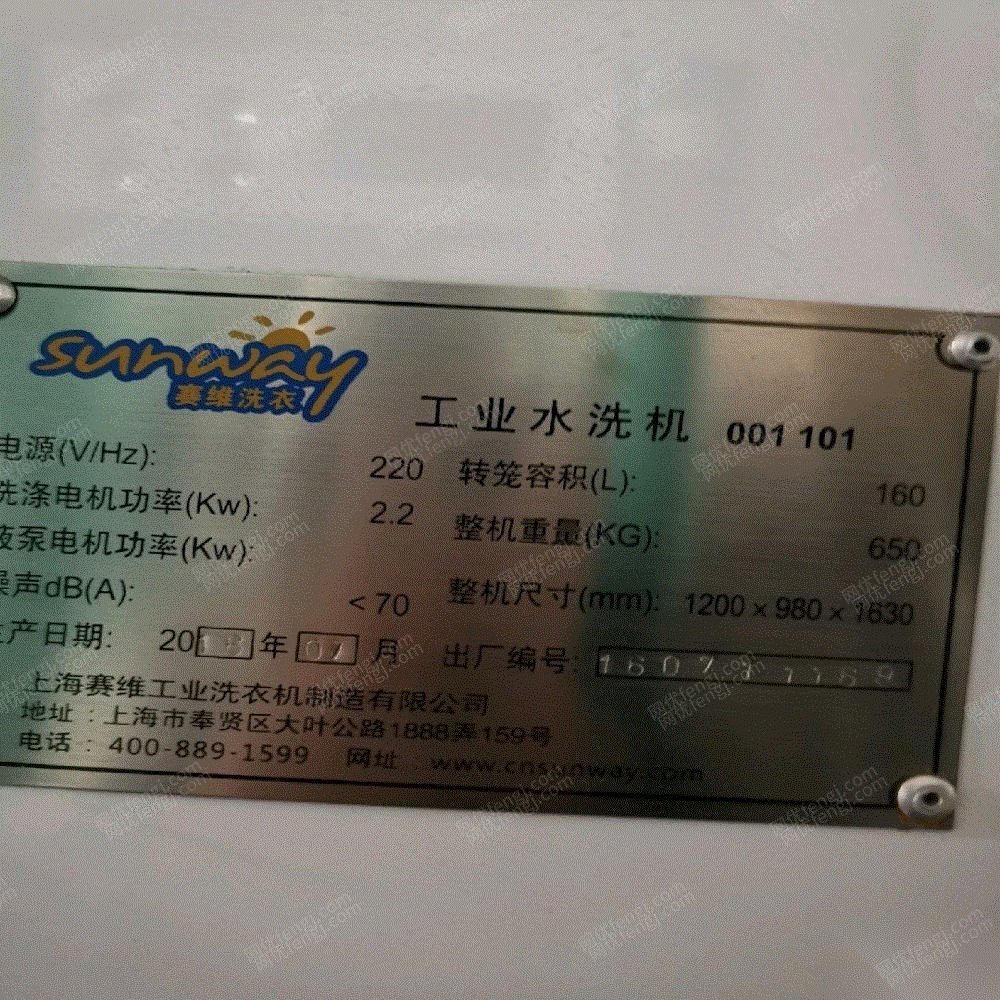 sunway
赛维洗衣
工业水洗机 001 101
电源(V/Hz): 220 转笼容积(L): 160
洗涤电机功率(Kw): 2.2 整机重量(KG): 650
液泵电机功率(Kw):
噪声dB(A): <70 整机尺寸(mm): 1200×980×1630
生产日期: 20 年 07 月 出厂编号:
上海赛维工业洗衣机制造有限公司
地址:上海市奉贤区大叶公路1888弄159号
电话:400-889-1599 网址:www.cnsunway.com